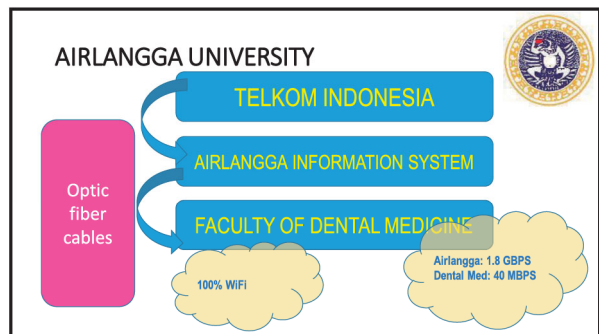 AIRLANGGA UNIVERSITY
TELKOM INDONESIA
AIRLANGGA INFORMATION SYSTEM
FACULTY OF DENTAL MEDICINE
Optic
fiber
cables
100% WiFi
Airlangga: 1.8 GBPS
Dental Med: 40 MBPS